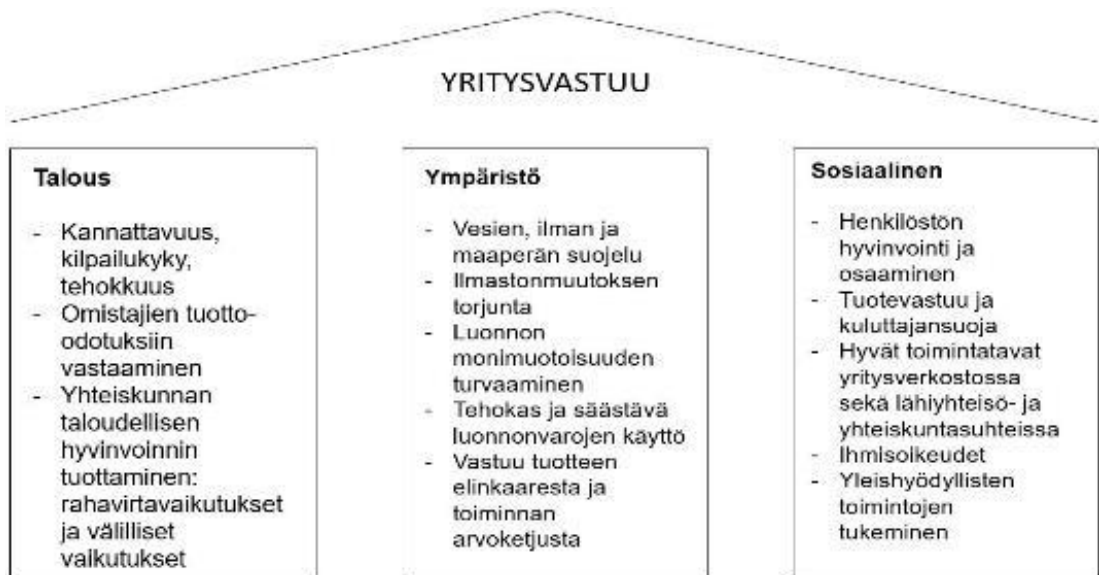 YRITYSVASTUU
Talous
- Kannattavuus,
kilpailukyky,
tehokkuus
- Omistajien tuotto-
odotuksiin
vastaaminen
- Yhteiskunnan
taloudellisen
hyvinvoinnin
tuottaminen:
rahavirtavaikutukset
ja välilliset
vaikutukset
Ympäristö
- Vesien, ilman ja
maaperän suojelu
- Ilmastonmuutoksen
torjunta
- Luonnon
monimuotoisuuden
turvaaminen
- Tehokas ja säästävä
luonnonvarojen käyttö
- Vastuu tuotteen
elinkaaresta ja
toiminnan
arvoketjusta
Sosiaalinen
- Henkilöstön
hyvinvointi ja
osaaminen
- Tuotevastuu ja
kuluttajansuoja
- Hyvät toimintatavat
yritysverkostossa
sekä lähiyhteisö- ja
yhteiskuntasuhteissa
- Ihmisoikeudet
- Yleishyödyllisten
toimintojen
tukeminen